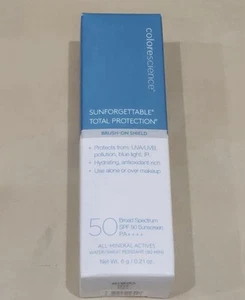 colorescience®
SUNFORGETTABLE®
TOTAL PROTECTION®
BRUSH-ON SHIELD
• Protects from: UVA/UVB,
pollution, blue light, IR
• Hydrating, antioxidant rich
• Use alone or over makeup
50
Broad Spectrum
SPF 50 Sunscreen
PA++++
ALL MINERAL ACTIVES
Net wt. 6 g / 0.21 oz.